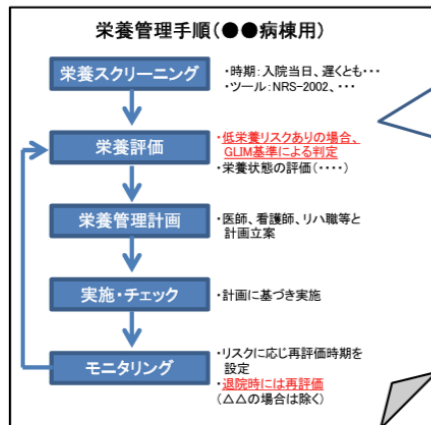 栄養管理手順(●●病棟用)
栄養スクリーニング
・時期:入院当日、遅くとも・・・
・ツール:NRS-2002、・・・
栄養評価
・低栄養リスクありの場合、
GLIM基準による判定
・栄養状態の評価(・・・・)
栄養管理計画
・医師、看護師、リハ職等と
計画立案
実施・チェック
・計画に基づき実施
モニタリング
・リスクに応じ再評価時期を
設定
・退院時には再評価
(△△の場合は除く)